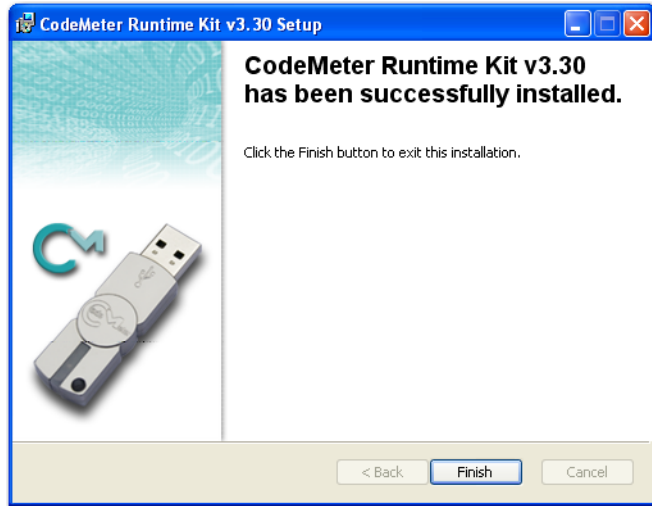 CodeMeter Runtime Kit v3.30 Setup
CodeMeter Runtime Kit v3.30
has been successfully installed.
Click the Finish button to exit this installation.
CM
< Back
Finish
Cancel